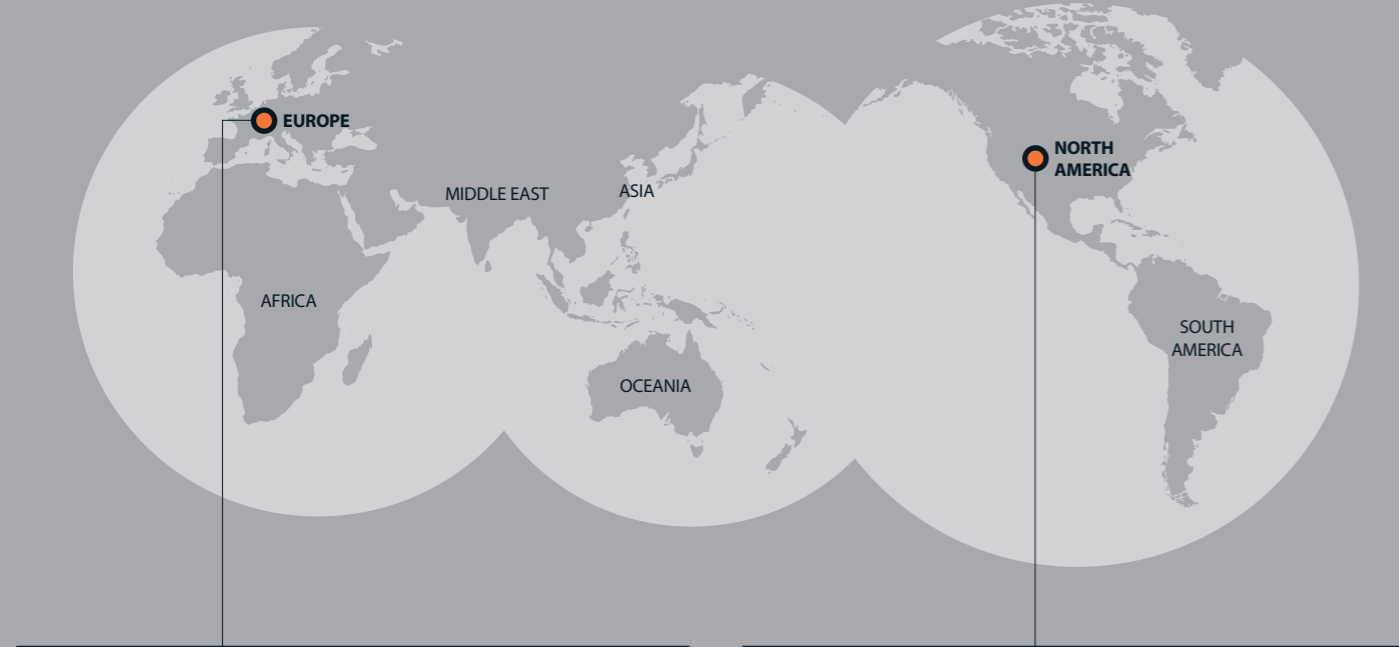 EUROPE
NORTH
AMERICA
MIDDLE EAST
ASIA
AFRICA
SOUTH
AMERICA
OCEANIA